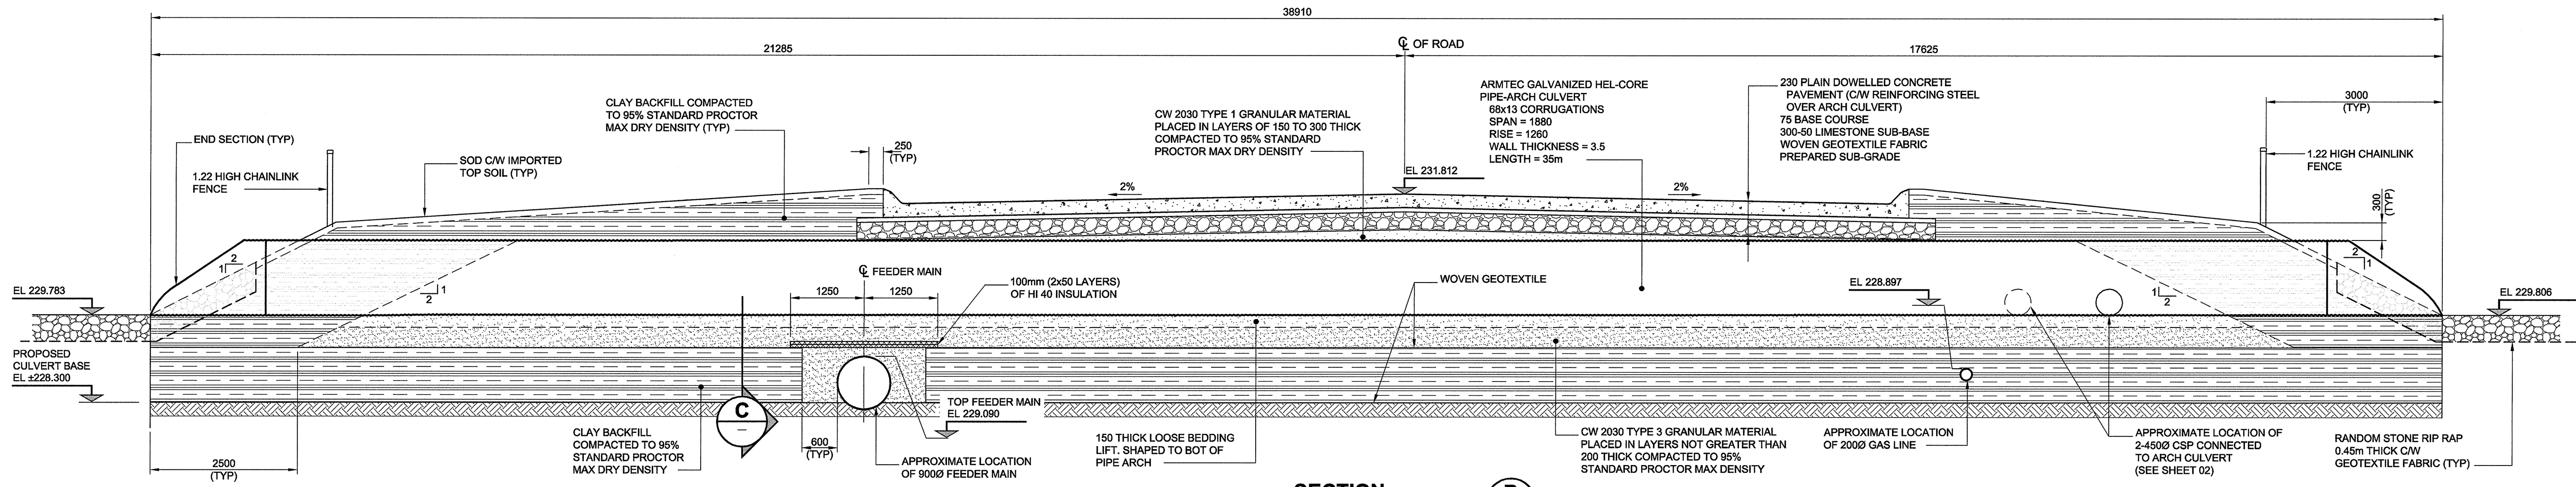 38910
21285
℄ OF ROAD
17625
CLAY BACKFILL COMPACTED
TO 95% STANDARD PROCTOR
MAX DRY DENSITY (TYP)
CW 2030 TYPE 1 GRANULAR MATERIAL
PLACED IN LAYERS OF 150 TO 300 THICK
COMPACTED TO 95% STANDARD
PROCTOR MAX DRY DENSITY
ARMTEC GALVANIZED HEL-CORE
PIPE-ARCH CULVERT
68x13 CORRUGATIONS
SPAN = 1880
RISE = 1260
WALL THICKNESS = 3.5
LENGTH = 35m
230 PLAIN DOWELLED CONCRETE
PAVEMENT (C/W REINFORCING STEEL
OVER ARCH CULVERT)
75 BASE COURSE
300-50 LIMESTONE SUB-BASE
WOVEN GEOTEXTILE FABRIC
PREPARED SUB-GRADE
3000
(TYP)
END SECTION (TYP)
SOD C/W IMPORTED
TOP SOIL (TYP)
250
(TYP)
1.22 HIGH CHAINLINK
FENCE
EL 231.812
2%
2%
1.22 HIGH CHAINLINK
FENCE
300
(TYP)
2
1
1
2
℄ FEEDER MAIN
1250
1250
100mm (2x50 LAYERS)
OF HI 40 INSULATION
WOVEN GEOTEXTILE
EL 228.897
1
2
2
1
EL 229.783
EL 229.806
PROPOSED
CULVERT BASE
EL ±228.300
C
–
TOP FEEDER MAIN
EL 229.090
2500
(TYP)
CLAY BACKFILL
COMPACTED TO 95%
STANDARD PROCTOR
MAX DRY DENSITY
600
(TYP)
APPROXIMATE LOCATION
OF 900Ø FEEDER MAIN
150 THICK LOOSE BEDDING
LIFT. SHAPED TO BOT OF
PIPE ARCH
CW 2030 TYPE 3 GRANULAR MATERIAL
PLACED IN LAYERS NOT GREATER THAN
200 THICK COMPACTED TO 95%
STANDARD PROCTOR MAX DENSITY
APPROXIMATE LOCATION
OF 200Ø GAS LINE
APPROXIMATE LOCATION OF
2-450Ø CSP CONNECTED
TO ARCH CULVERT
(SEE SHEET 02)
RANDOM STONE RIP RAP
0.45m THICK C/W
GEOTEXTILE FABRIC (TYP)
SECTION